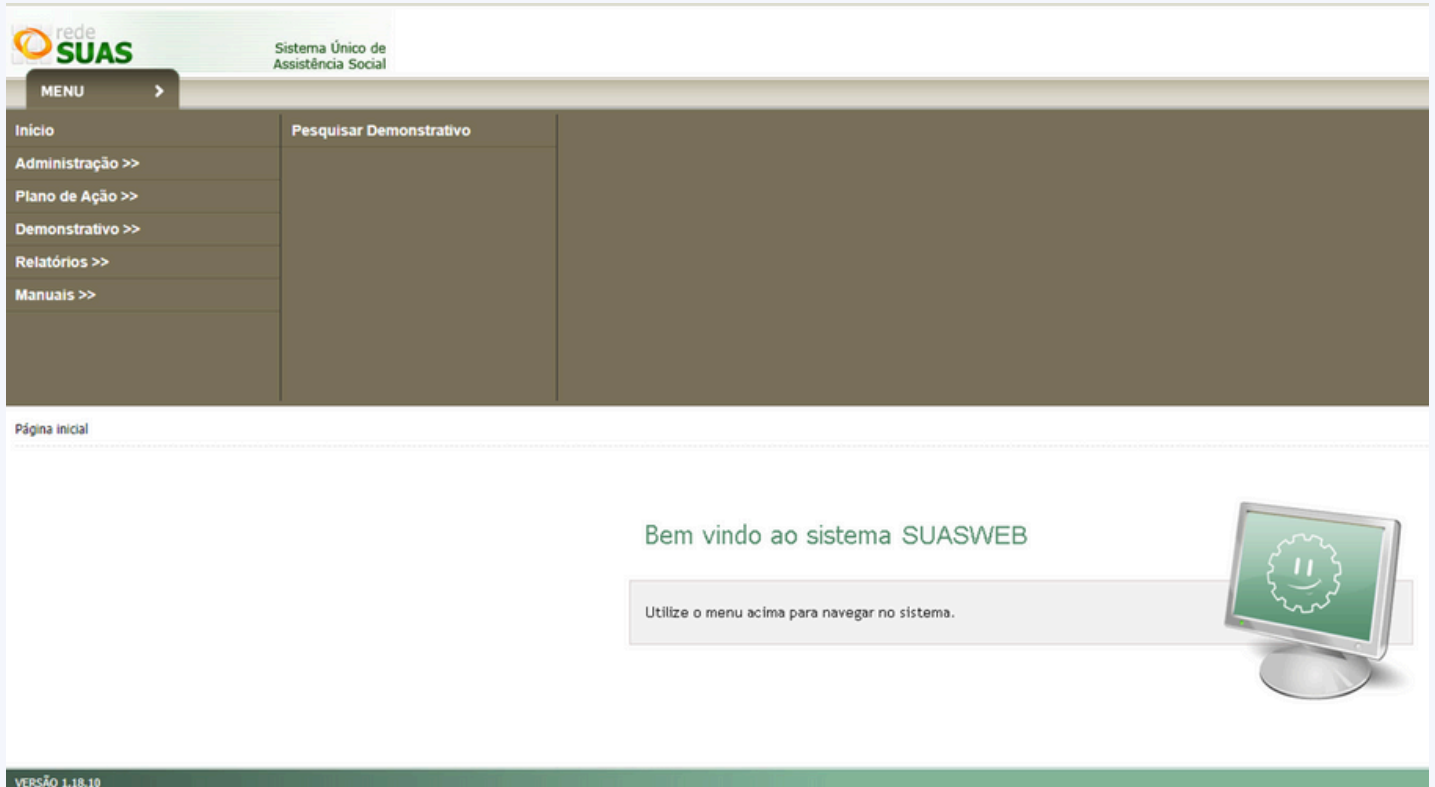 rede
SUAS
Sistema Único de
Assistência Social
MENU
Início
Administração >>
Plano de Ação >>
Demonstrativo >>
Relatórios >>
Manuais >>
Pesquisar Demonstrativo
Página inicial
Bem vindo ao sistema SUASWEB
Utilize o menu acima para navegar no sistema.
VERSÃO 1.18.10